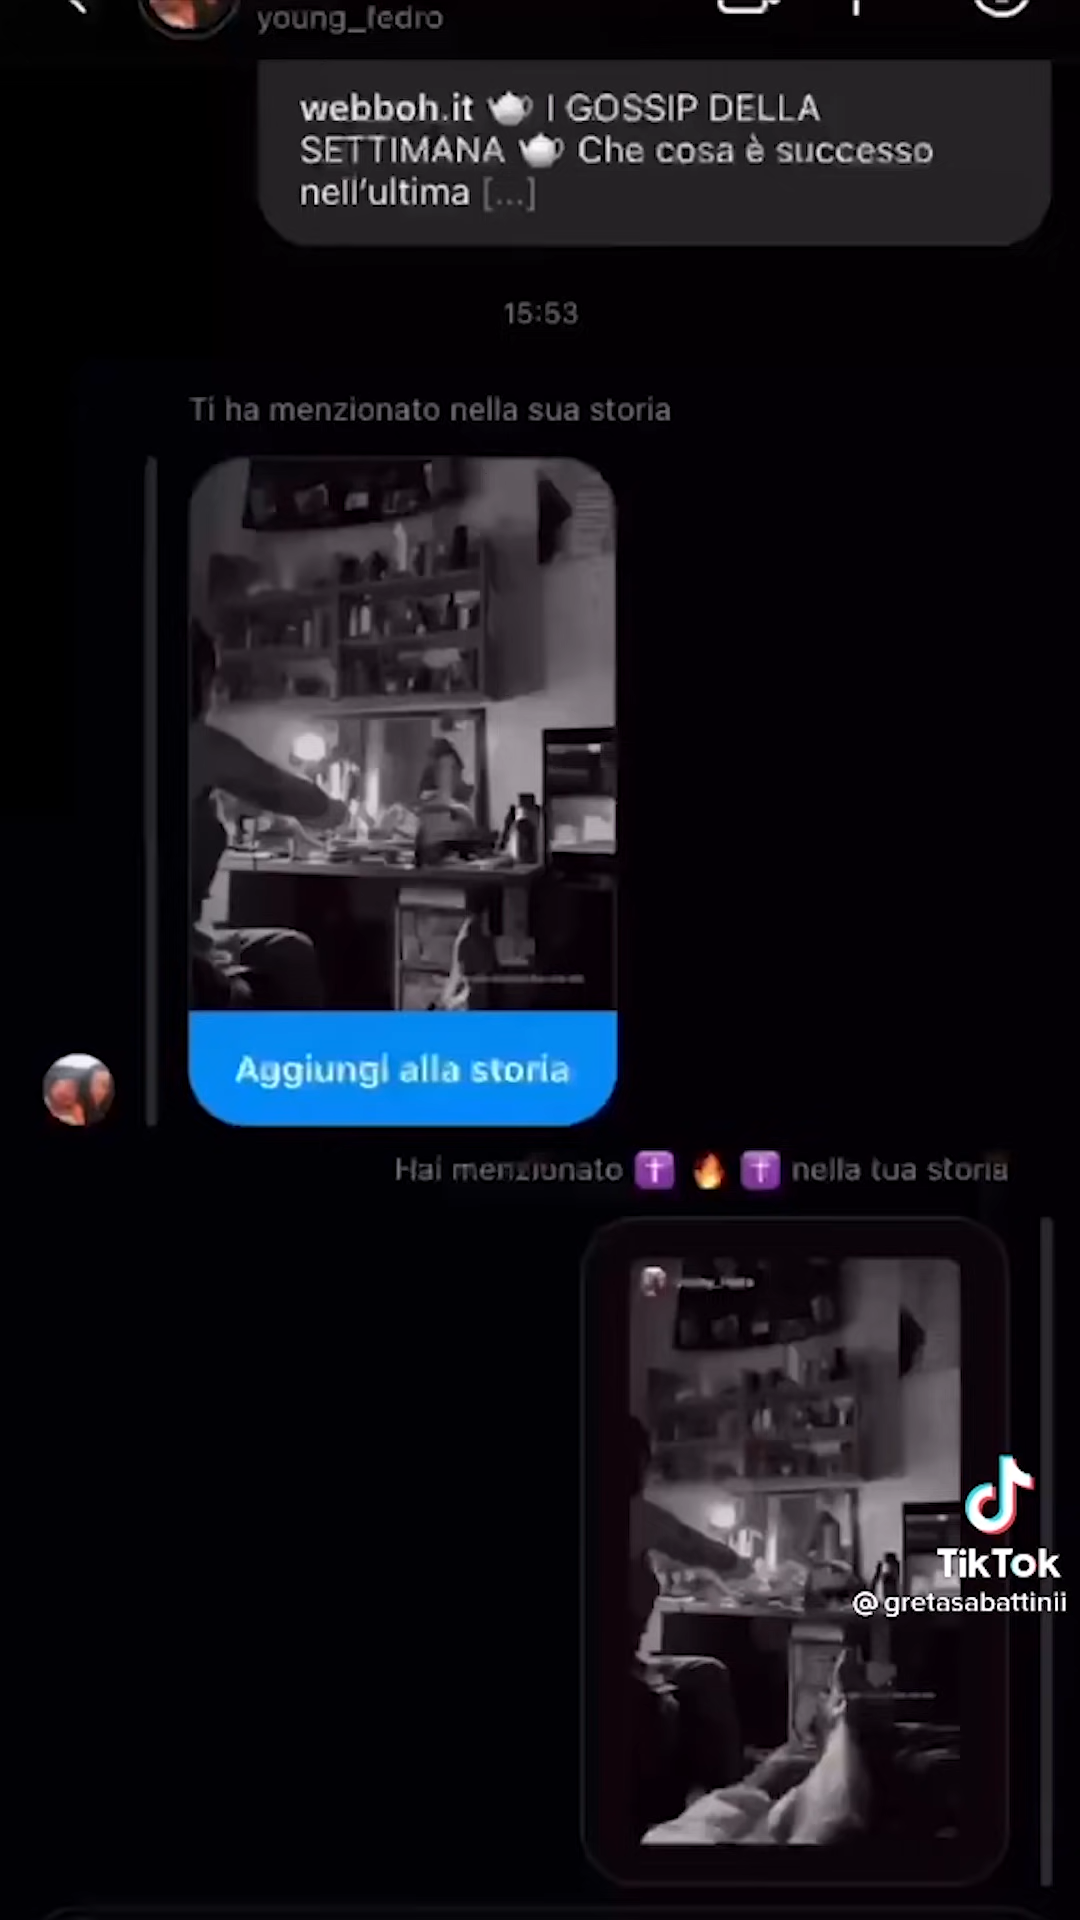 young_fedro
webboh.it 🫖 I GOSSIP DELLA
SETTIMANA 🫖 Che cosa è successo
nell'ultima [...]
15:53
Ti ha menzionato nella sua storia
Aggiungi alla storia
Hai menzionato ✝️ 🔥 ✝️ nella tua storia
TikTok
@gretasabattinii